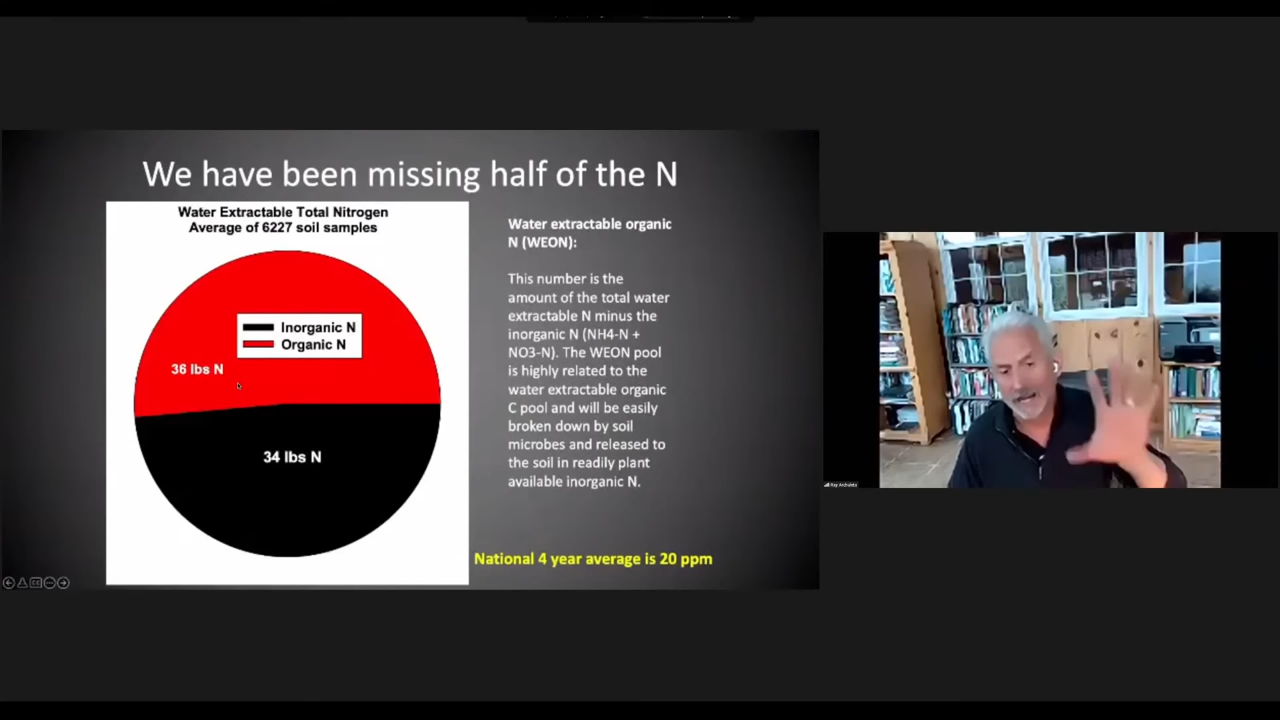 We have been missing half of the N
Water Extractable Total Nitrogen
Average of 6227 soil samples
Inorganic N
Organic N
36 lbs N
34 lbs N
Water extractable organic
N (WEON):
This number is the
amount of the total water
extractable N minus the
inorganic N (NH4-N +
NO3-N). The WEON pool
is highly related to the
water extractable organic
C pool and will be easily
broken down by soil
microbes and released to
the soil in readily plant
available inorganic N.
National 4 year average is 20 ppm